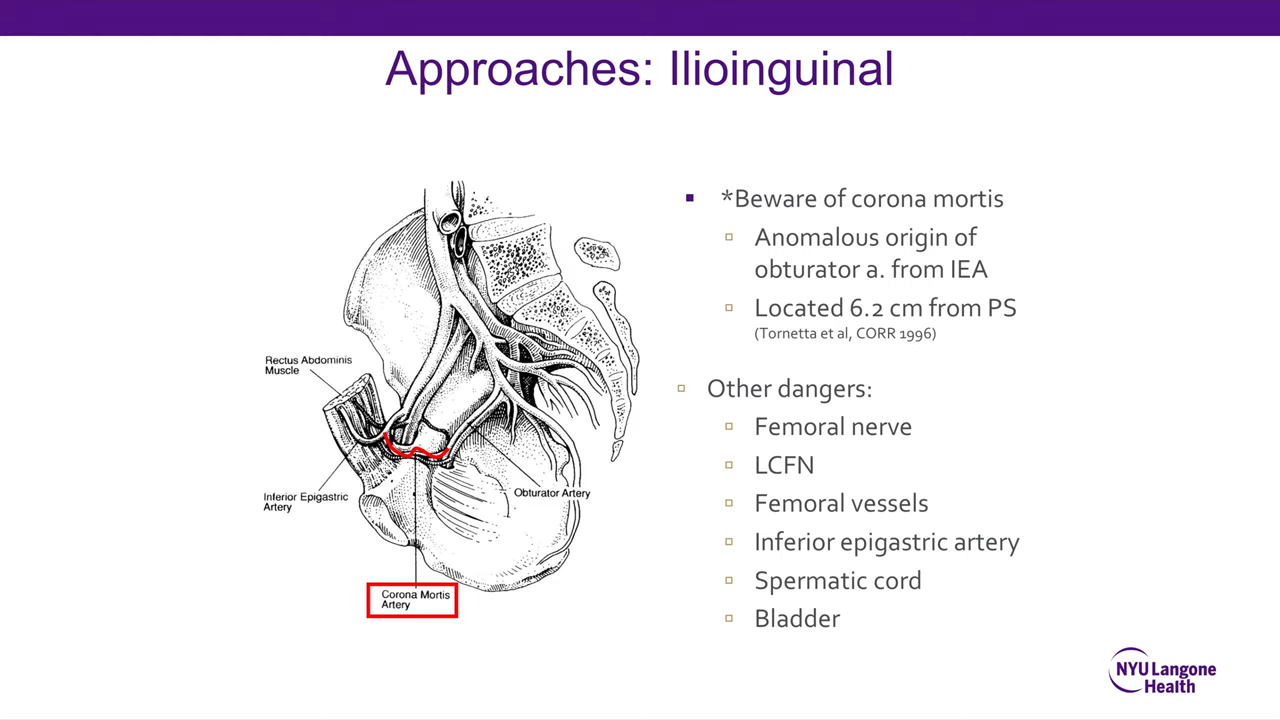 Approaches: Ilioinguinal
Rectus Abdominis
Muscle
Inferior Epigastric
Artery
Obturator Artery
Corona Mortis
Artery
▪ *Beware of corona mortis
▫ Anomalous origin of
obturator a. from IEA
▫ Located 6.2 cm from PS
(Tornetta et al, CORR 1996)
▫ Other dangers:
▫ Femoral nerve
▫ LCFN
▫ Femoral vessels
▫ Inferior epigastric artery
▫ Spermatic cord
▫ Bladder
NYU Langone
Health